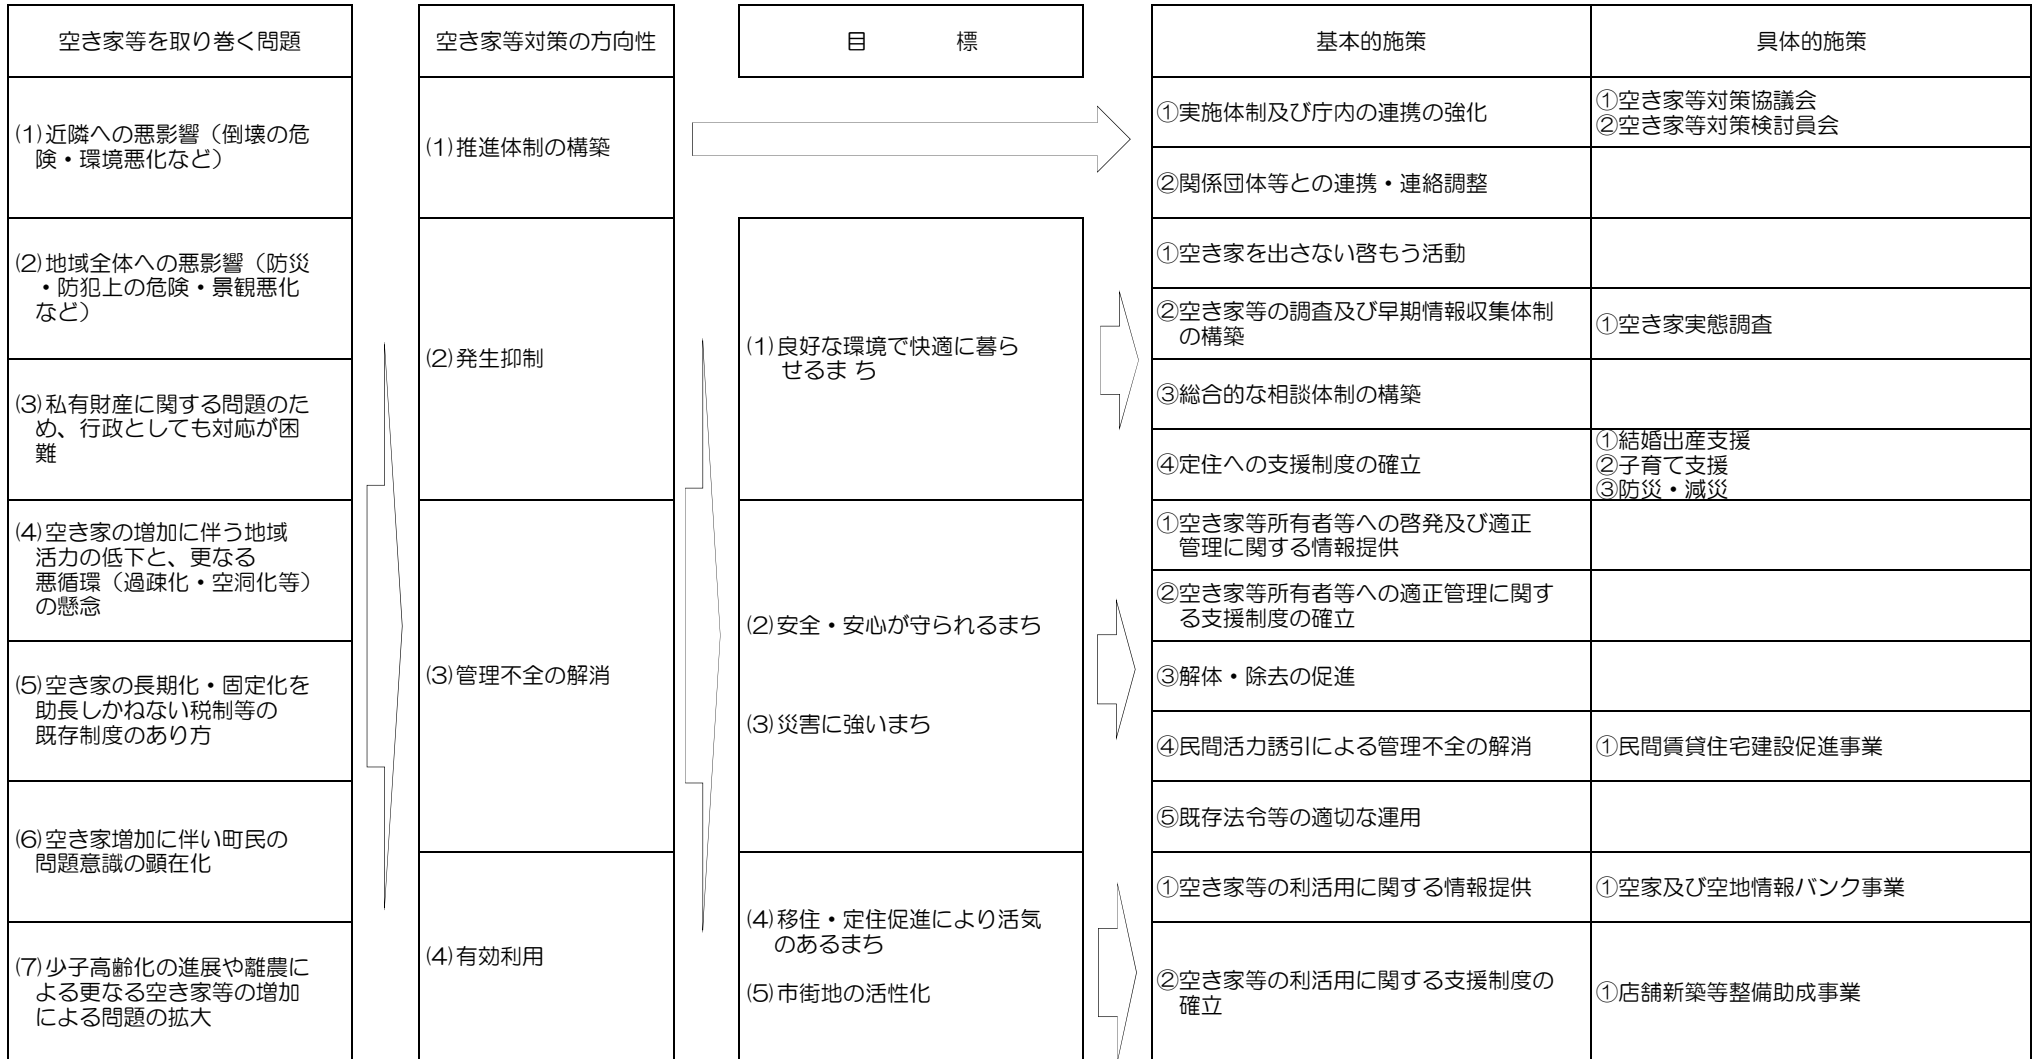 空き家等を取り巻く問題
⑴近隣への悪影響（倒壊の危
険・環境悪化など）
⑵地域全体への悪影響（防災
・防犯上の危険・景観悪化
など）
⑶私有財産に関する問題のた
め、行政としても対応が困
難
⑷空き家の増加に伴う地域
活力の低下と、更なる
悪循環（過疎化・空洞化等）
の懸念
⑸空き家の長期化・固定化を
助長しかねない税制等の
既存制度のあり方
⑹空き家増加に伴い町民の
問題意識の顕在化
⑺少子高齢化の進展や離農に
よる更なる空き家等の増加
による問題の拡大
空き家等対策の方向性
⑴推進体制の構築
⑵発生抑制
⑶管理不全の解消
⑷有効利用
目　　　標
⑴良好な環境で快適に暮ら
せるま ち
⑵安全・安心が守られるまち
⑶災害に強いまち
⑷移住・定住促進により活気
のあるまち
⑸市街地の活性化
基本的施策
具体的施策
①実施体制及び庁内の連携の強化
①空き家等対策協議会
②空き家等対策検討員会
②関係団体等との連携・連絡調整
①空き家を出さない啓もう活動
②空き家等の調査及び早期情報収集体制
の構築
①空き家実態調査
③総合的な相談体制の構築
④定住への支援制度の確立
①結婚出産支援
②子育て支援
③防災・減災
①空き家等所有者等への啓発及び適正
管理に関する情報提供
②空き家等所有者等への適正管理に関す
る支援制度の確立
③解体・除去の促進
④民間活力誘引による管理不全の解消
①民間賃貸住宅建設促進事業
⑤既存法令等の適切な運用
①空き家等の利活用に関する情報提供
①空家及び空地情報バンク事業
②空き家等の利活用に関する支援制度の
確立
①店舗新築等整備助成事業